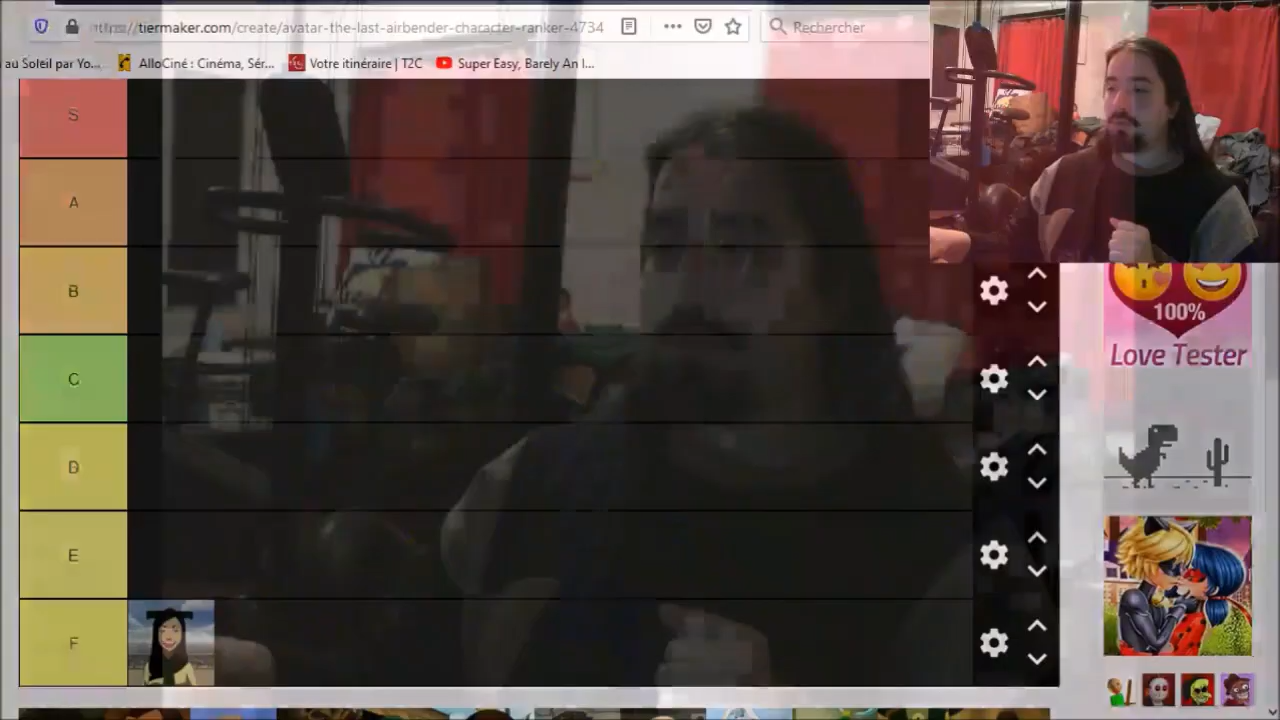 https://tiermaker.com/create/avatar-the-last-airbender-character-ranker-4734
Rechercher
au Soleil par Yo...
AlloCiné : Cinéma, Sér...
Votre itinéraire | T2C
Super Easy, Barely An I...
S
A
B
C
D
E
F
100%
Love Tester